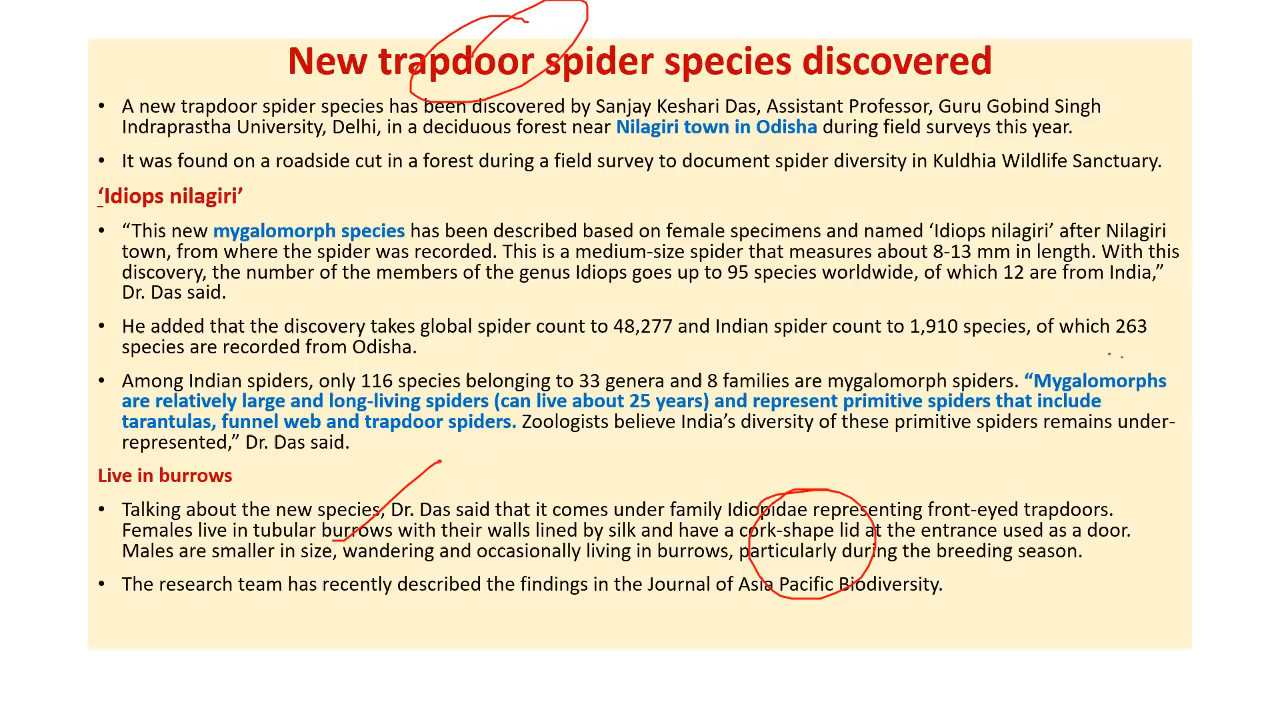 New trapdoor spider species discovered
• A new trapdoor spider species has been discovered by Sanjay Keshari Das, Assistant Professor, Guru Gobind Singh
Indraprastha University, Delhi, in a deciduous forest near Nilagiri town in Odisha during field surveys this year.
• It was found on a roadside cut in a forest during a field survey to document spider diversity in Kuldhia Wildlife Sanctuary.
‘Idiops nilagiri’
• “This new mygalomorph species has been described based on female specimens and named ‘Idiops nilagiri’ after Nilagiri
town, from where the spider was recorded. This is a medium-size spider that measures about 8-13 mm in length. With this
discovery, the number of the members of the genus Idiops goes up to 95 species worldwide, of which 12 are from India,”
Dr. Das said.
• He added that the discovery takes global spider count to 48,277 and Indian spider count to 1,910 species, of which 263
species are recorded from Odisha.
• Among Indian spiders, only 116 species belonging to 33 genera and 8 families are mygalomorph spiders. “Mygalomorphs
are relatively large and long-living spiders (can live about 25 years) and represent primitive spiders that include
tarantulas, funnel web and trapdoor spiders. Zoologists believe India’s diversity of these primitive spiders remains under-
represented,” Dr. Das said.
Live in burrows
• Talking about the new species, Dr. Das said that it comes under family Idiopidae representing front-eyed trapdoors.
Females live in tubular burrows with their walls lined by silk and have a cork-shape lid at the entrance used as a door.
Males are smaller in size, wandering and occasionally living in burrows, particularly during the breeding season.
• The research team has recently described the findings in the Journal of Asia Pacific Biodiversity.